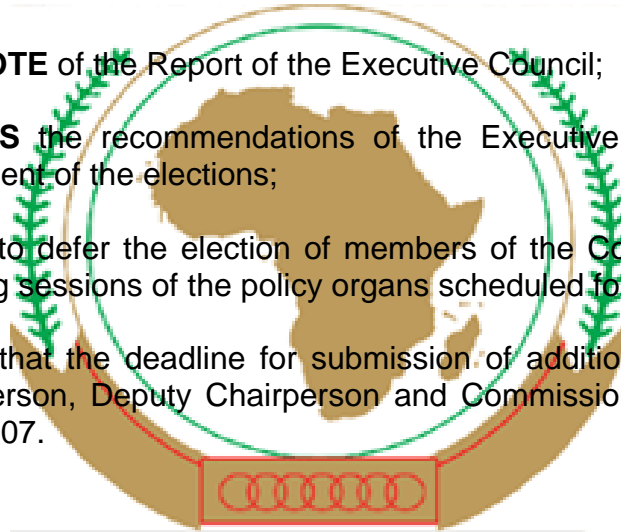 OTE of the Report of the Executive Council;
S the recommendations of the Executive
ent of the elections;
to defer the election of members of the Co
g sessions of the policy organs scheduled fo
that the deadline for submission of additio
erson, Deputy Chairperson and Commissio
07.